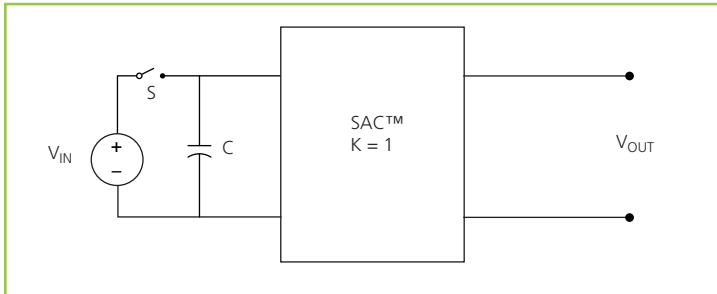 S
SAC™
K = 1
V_IN
+
–
C
V_OUT